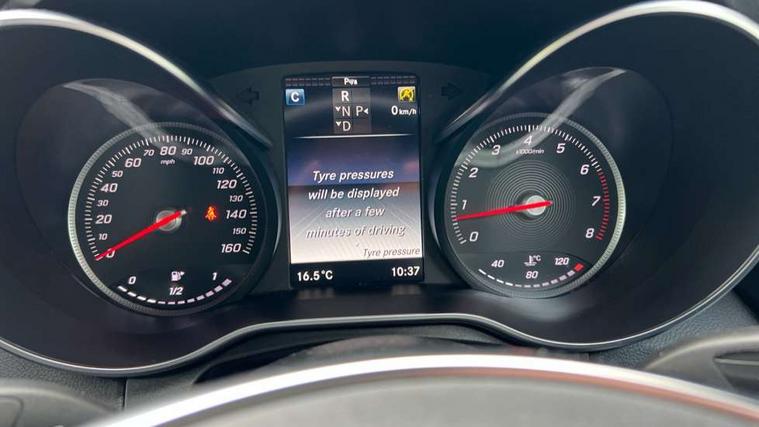 C
R
N P
D
0 km/h
Tyre pressures
will be displayed
after a few
minutes of driving
Tyre pressure
16.5°C
10:37
0
10
20
30
40
50
60
70
80
90
100
110
120
130
140
150
160
mph
0
1/2
1
0
1
2
3
4
5
6
7
8
x1000/min
40
80
120
°C